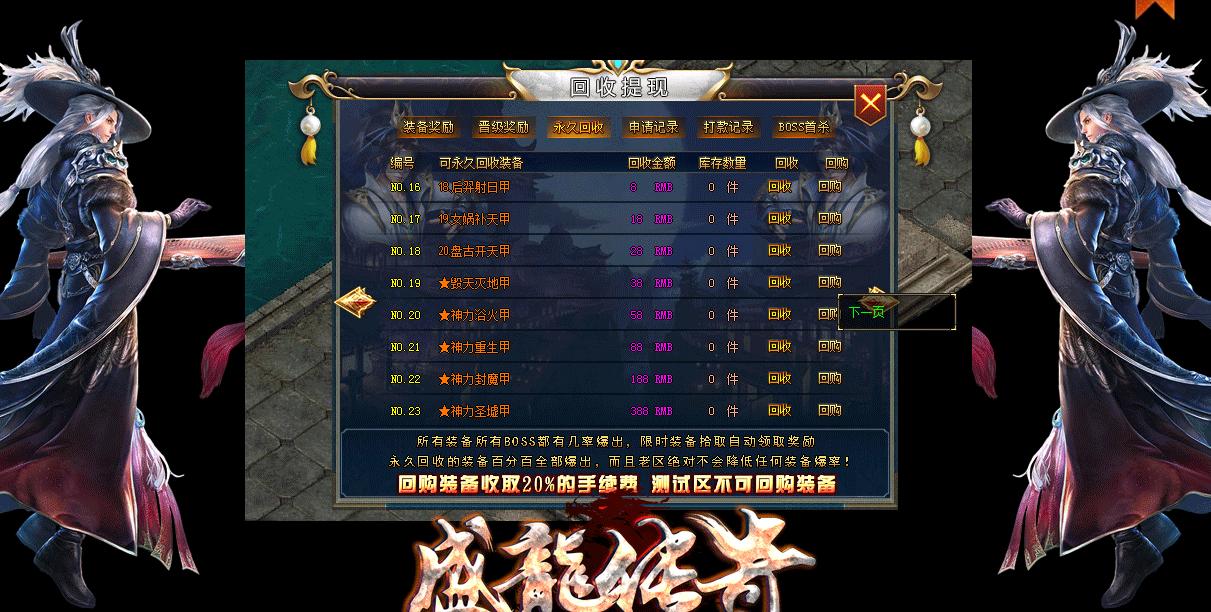 回收提现
装备奖励 晋级奖励 永久回收 申请记录 打款记录 BOSS首杀
编号 可永久回收装备 回收金额 库存数量 回收 回购
NO.16 18.后羿射日甲 8 RMB 0 件 回收 回购
NO.17 19.女娲补天甲 18 RMB 0 件 回收 回购
NO.18 20.盘古开天甲 28 RMB 0 件 回收 回购
NO.19 ★毁天灭地甲 38 RMB 0 件 回收 回购
NO.20 ★神力浴火甲 58 RMB 0 件 回收 回购
下一页
NO.21 ★神力重生甲 88 RMB 0 件 回收 回购
NO.22 ★神力封魔甲 188 RMB 0 件 回收 回购
NO.23 ★神力圣墟甲 388 RMB 0 件 回收 回购
所有装备所有BOSS都有几率爆出，限时装备拾取自动领取奖励
永久回收的装备百分百全部爆出，而且老区绝对不会降低任何装备爆率！
回购装备收取20%的手续费 测试区不可回购装备
盛龍传奇